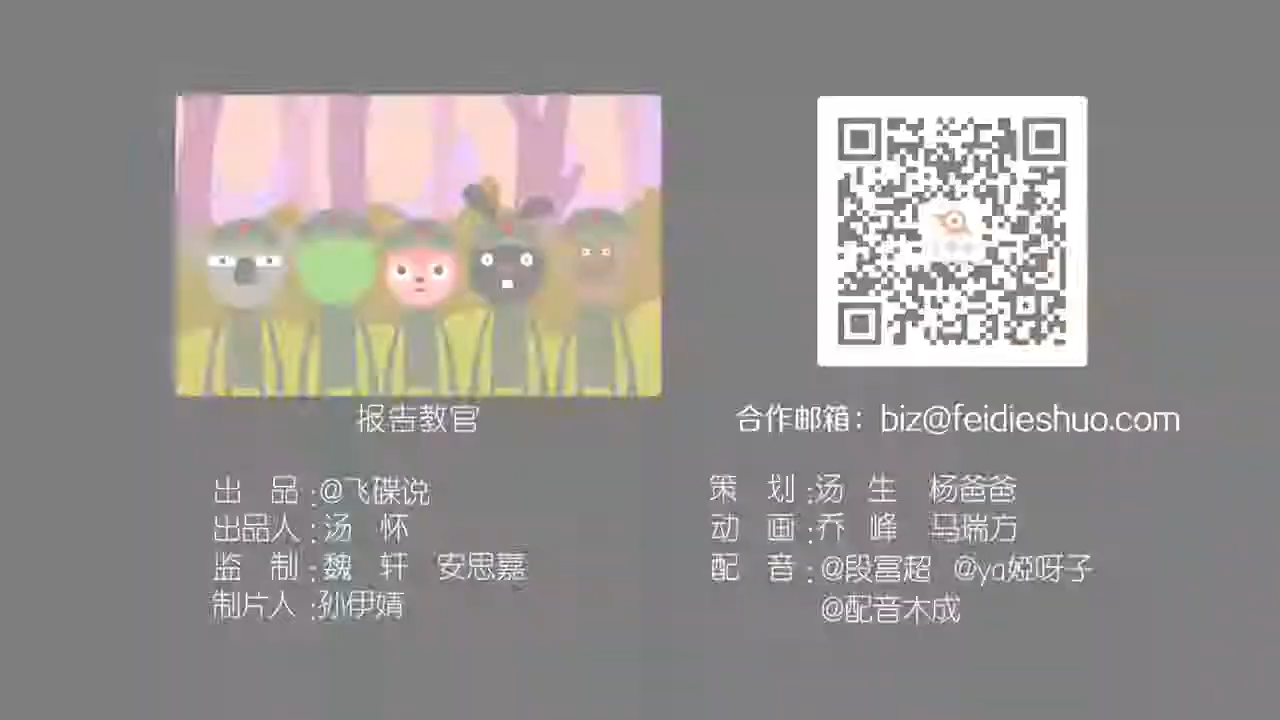 报告教官
合作邮箱：biz@feidieshuo.com
出 品:@飞碟说
出品人:汤 怀
监 制:魏 轩 安思嘉
制片人:孙伊婧
策 划:汤 生 杨爸爸
动 画:乔 峰 马瑞方
配 音:@段富超 @ya婭呀子
@配音木成